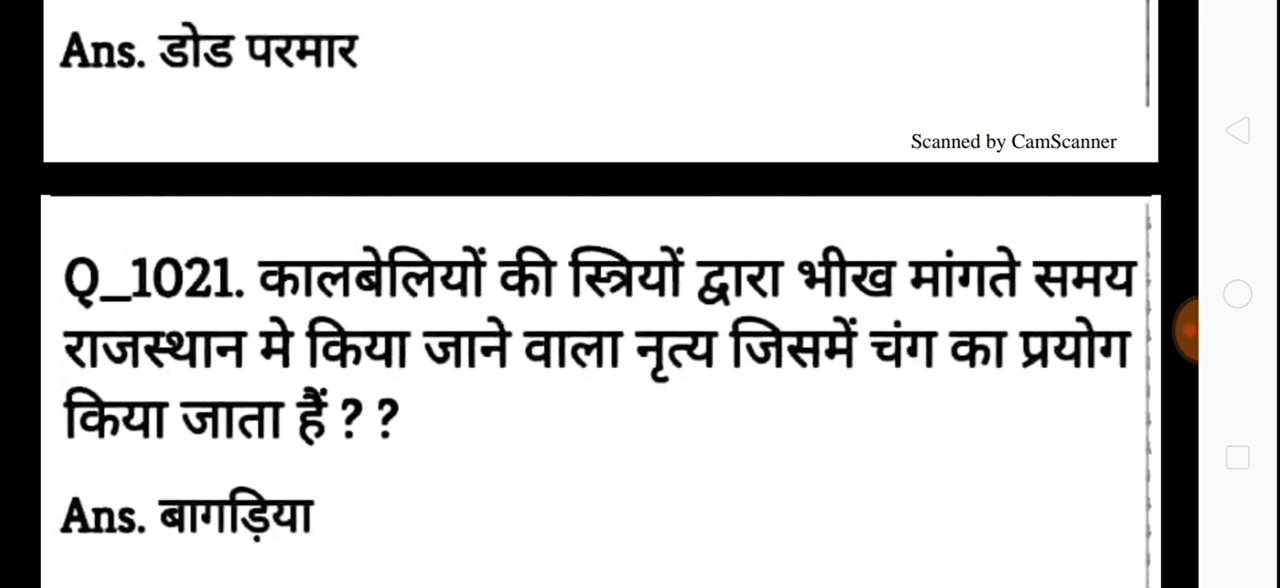 Ans. डोड परमार
Scanned by CamScanner
Q_1021. कालबेलियों की स्त्रियों द्वारा भीख मांगते समय
राजस्थान मे किया जाने वाला नृत्य जिसमें चंग का प्रयोग
किया जाता हैं ? ?
Ans. बागड़िया